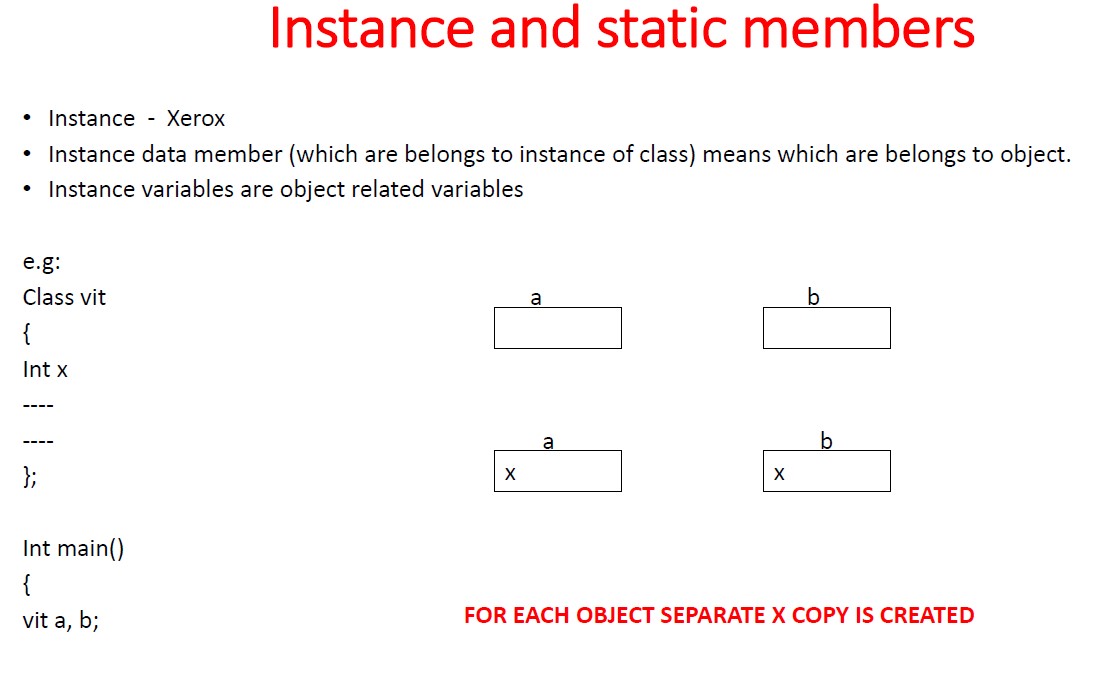 Instance and static members
• Instance - Xerox
• Instance data member (which are belongs to instance of class) means which are belongs to object.
• Instance variables are object related variables
e.g:
Class vit
{
Int x
----
----
};
Int main()
{
vit a, b;
a b
a b
x x
FOR EACH OBJECT SEPARATE X COPY IS CREATED